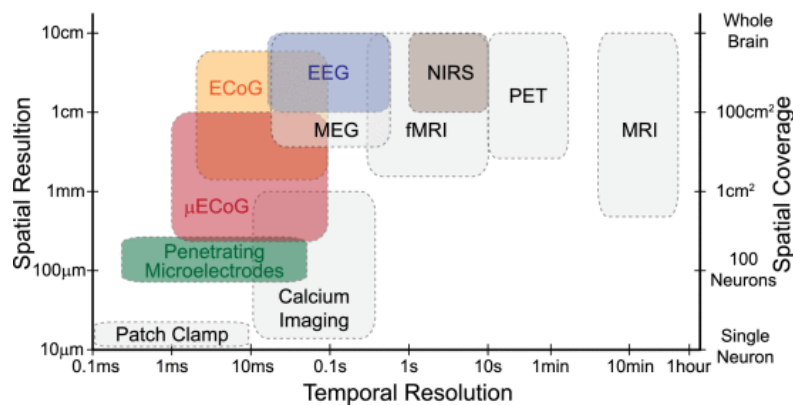 10cm
1cm
1mm
100μm
10μm
Spatial Resultion
ECoG
EEG
NIRS
PET
MEG
fMRI
MRI
μECoG
Penetrating
Microelectrodes
Calcium
Imaging
Patch Clamp
Whole
Brain
100cm²
1cm²
100
Neurons
Single
Neuron
Spatial Coverage
0.1ms
1ms
10ms
0.1s
1s
10s
1min
10min
1hour
Temporal Resolution